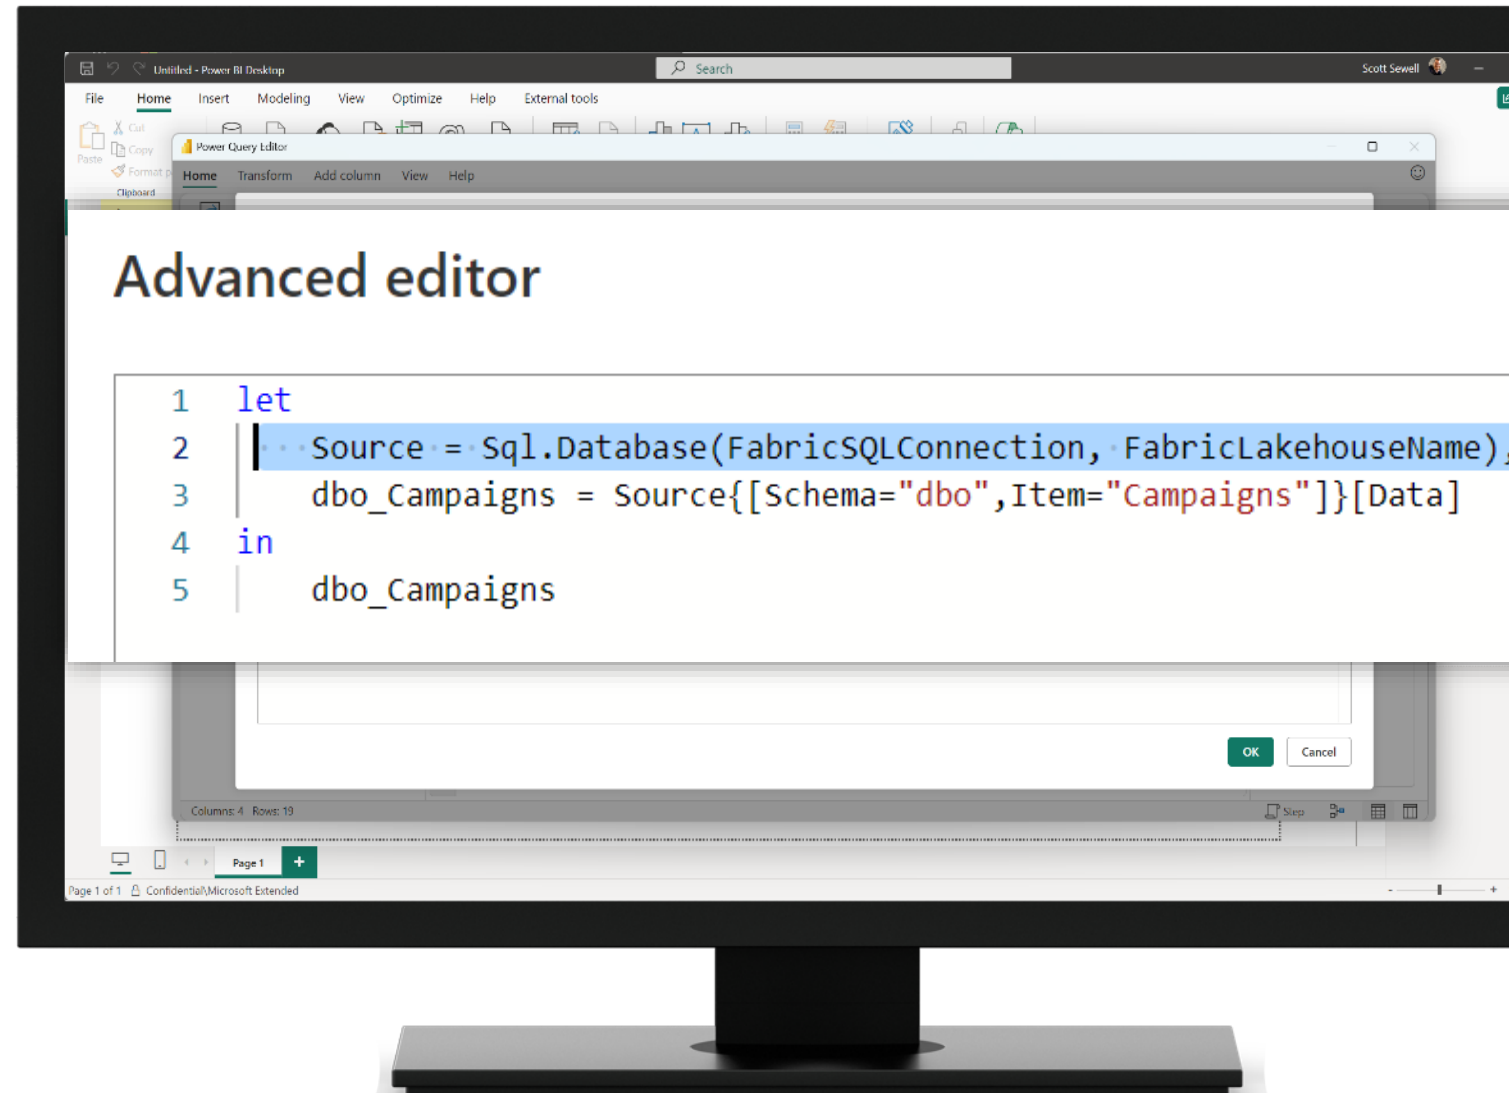 Untitled - Power BI Desktop
Search
Scott Sewell
File Home Insert Modeling View Optimize Help External tools
Cut
Copy
Paste
Format
Clipboard
Power Query Editor
Home Transform Add column View Help
Advanced editor
1 let
2 Source = Sql.Database(FabricSQLConnection, FabricLakehouseName),
3 dbo_Campaigns = Source{[Schema="dbo",Item="Campaigns"]}[Data]
4 in
5 dbo_Campaigns
OK Cancel
Columns: 4 Rows: 19
Step
Page 1 +
Page 1 of 1 Confidential\Microsoft Extended
- +